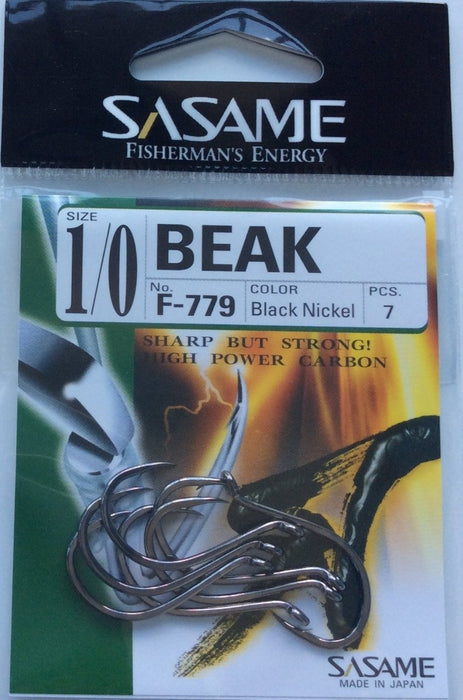 SASAME
FISHERMAN'S ENERGY
SIZE
1/0
BEAK
No.
F-779
COLOR
Black Nickel
PCS.
7
SHARP BUT STRONG!
HIGH POWER CARBON
SASAME
MADE IN JAPAN